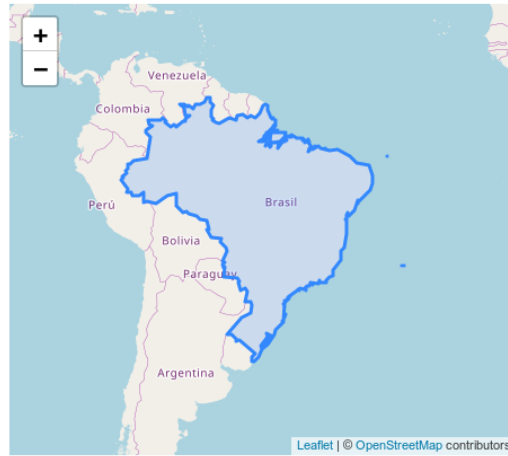 +
−
Venezuela
Colombia
Brasil
Perú
Bolivia
Paraguay
Argentina
Leaflet | © OpenStreetMap contributors